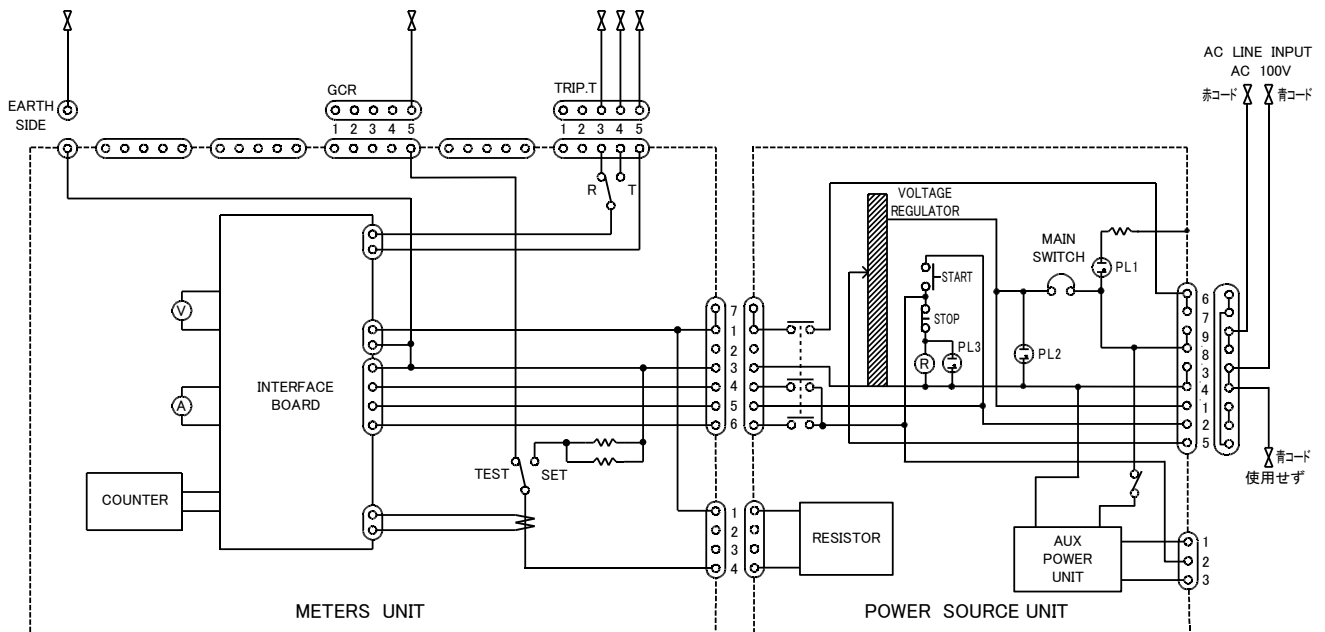 AC LINE INPUT
AC 100V
赤コード
青コード
EARTH
SIDE
GCR
1 2 3 4 5
TRIP.T
1 2 3 4 5
R
T
VOLTAGE
REGULATOR
MAIN
SWITCH
PL1
START
STOP
R
PL3
PL2
V
A
INTERFACE
BOARD
COUNTER
TEST
SET
7
1
2
3
4
5
6
1
2
3
4
RESISTOR
6
7
9
8
3
4
1
2
5
青コード
使用せず
AUX
POWER
UNIT
1
2
3
METERS UNIT
POWER SOURCE UNIT